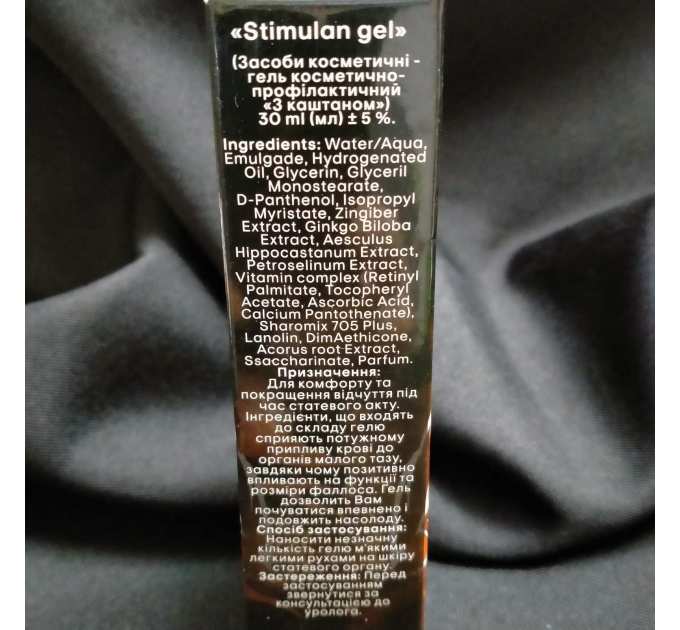 «Stimulan gel»
(Засоби косметичні -
гель косметично-
профілактичний
«З каштаном»)
30 ml (мл) ± 5 %.
Ingredients: Water/Aqua,
Emulgade, Hydrogenated
Oil, Glycerin, Glyceril
Monostearate,
D-Panthenol, Isopropyl
Myristate, Zingiber
Extract, Ginkgo Biloba
Extract, Aesculus
Hippocastanum Extract,
Petroselinum Extract,
Vitamin complex (Retinyl
Palmitate, Tocopheryl
Acetate, Ascorbic Acid,
Calcium Pantothenate),
Sharomix 705 Plus,
Lanolin, DimAethicone,
Acorus root Extract,
Ssaccharinate, Parfum.
Призначення:
Для комфорту та
покращення відчуття під
час статевого акту.
Інгредієнти, що входять
до складу гелю
сприяють потужному
припливу крові до
органів малого тазу,
завдяки чому позитивно
впливають на функції та
розміри фаллоса. Гель
дозволить Вам
почуватися впевнено і
подовжить насолоду.
Спосіб застосування:
Наносити незначну
кількість гелю м'якими
легкими рухами на шкіру
статевого органу.
Застереження: Перед
застосуванням
звернутися за
консультацією до
уролога.